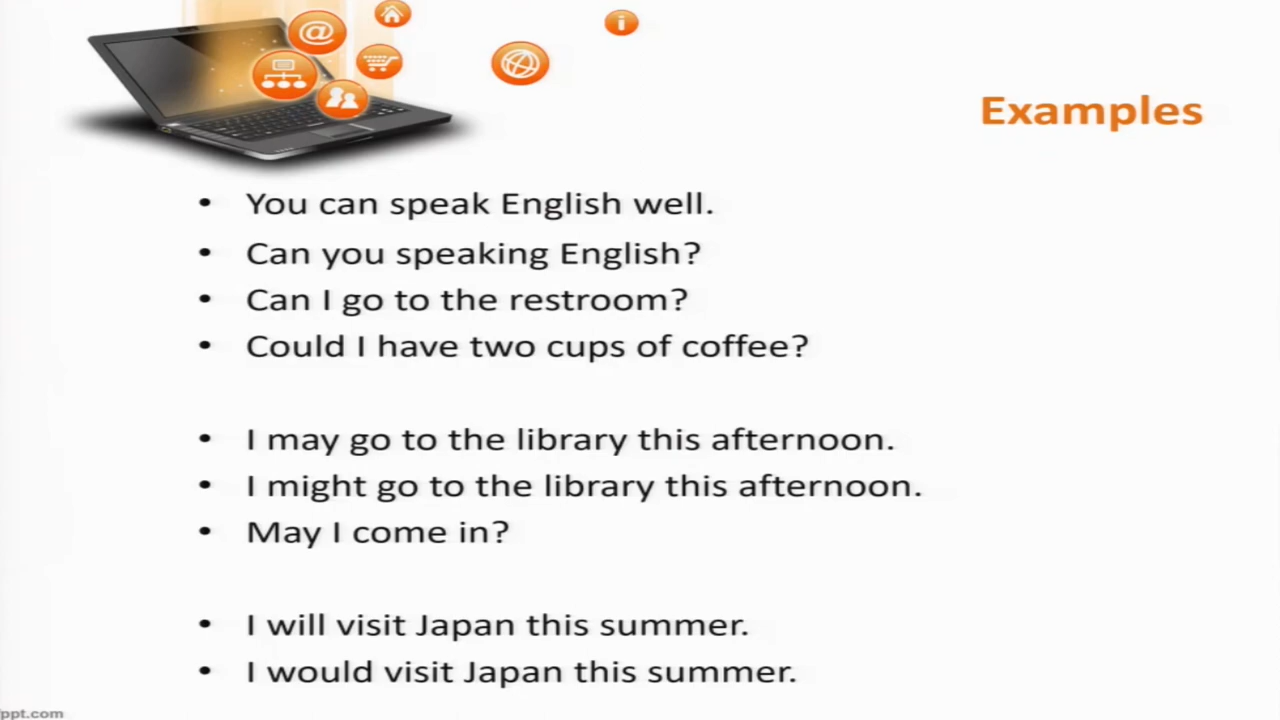 Examples
• You can speak English well.
• Can you speaking English?
• Can I go to the restroom?
• Could I have two cups of coffee?
• I may go to the library this afternoon.
• I might go to the library this afternoon.
• May I come in?
• I will visit Japan this summer.
• I would visit Japan this summer.
ppt.com